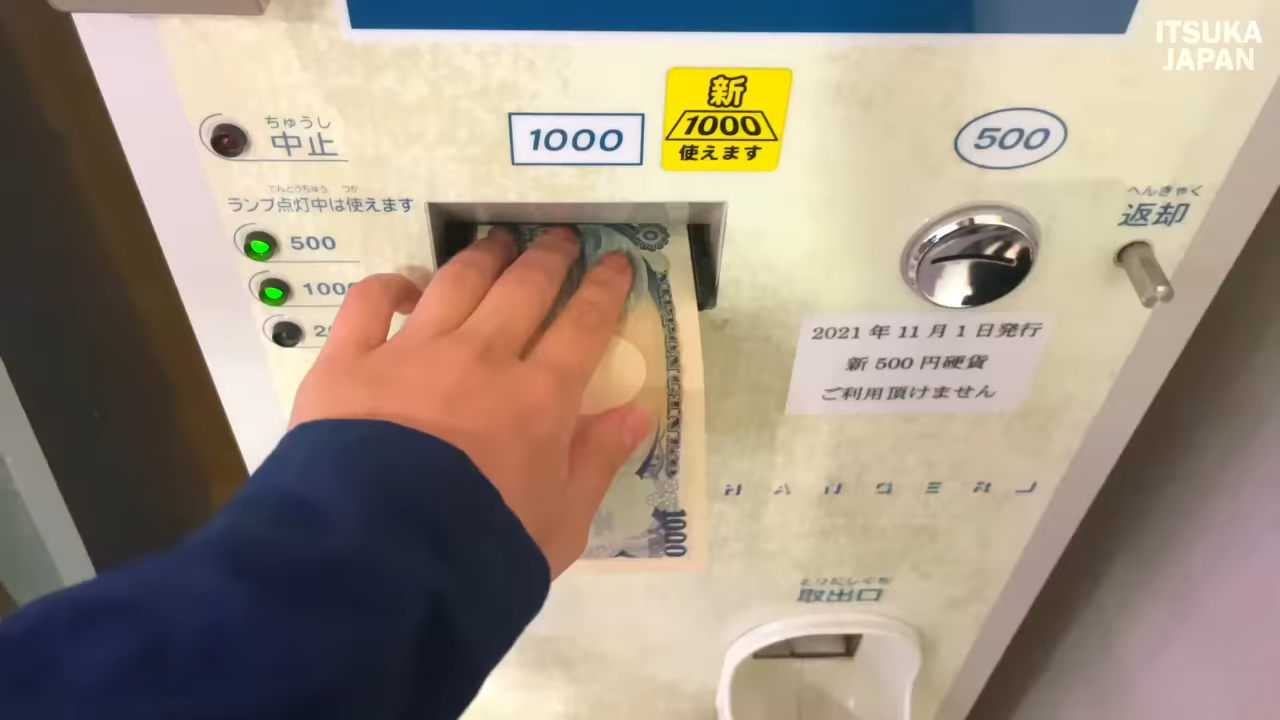 ITSUKA
JAPAN
新
1000
使えます
1000
500
ちゅうし
中止
てんとうちゅう つか
ランプ点灯中は使えます
500
1000
へんきゃく
返却
2021年11月1日発行
新500円硬貨
ご利用頂けません
1000
とりだしぐち
取出口